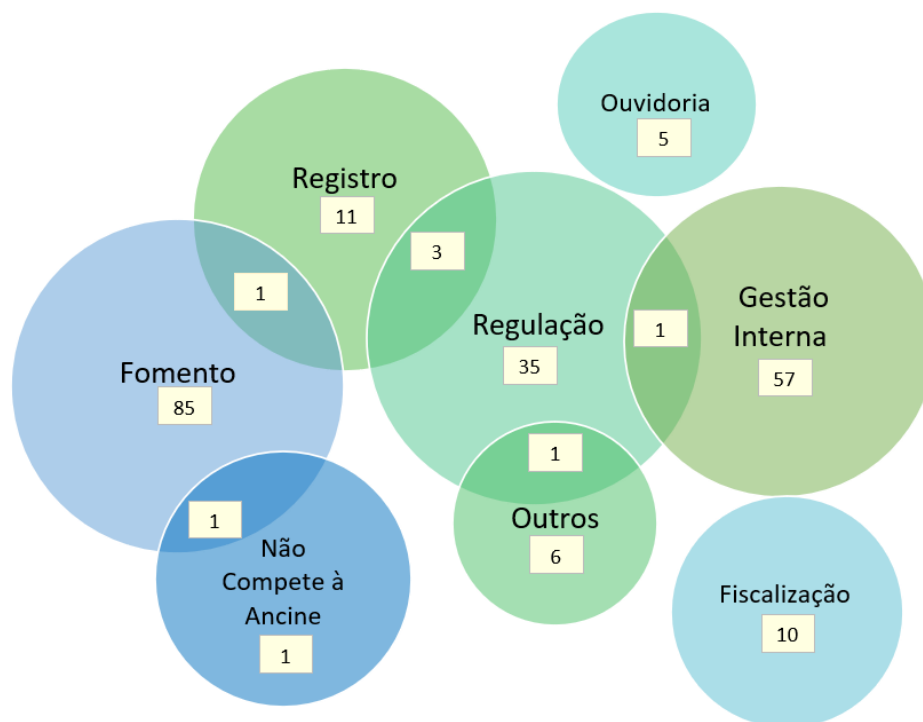 Ouvidoria
5
Registro
11
3
1
Regulação
35
1
Gestão
Interna
57
Fomento
85
1
1
Outros
6
Não
Compete à
Ancine
1
Fiscalização
10